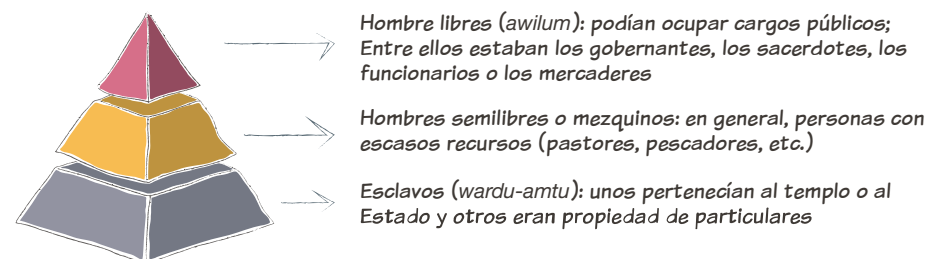 Hombre libres (awilum): podían ocupar cargos públicos;
Entre ellos estaban los gobernantes, los sacerdotes, los
funcionarios o los mercaderes
Hombres semilibres o mezquinos: en general, personas con
escasos recursos (pastores, pescadores, etc.)
Esclavos (wardu-amtu): unos pertenecían al templo o al
Estado y otros eran propiedad de particulares